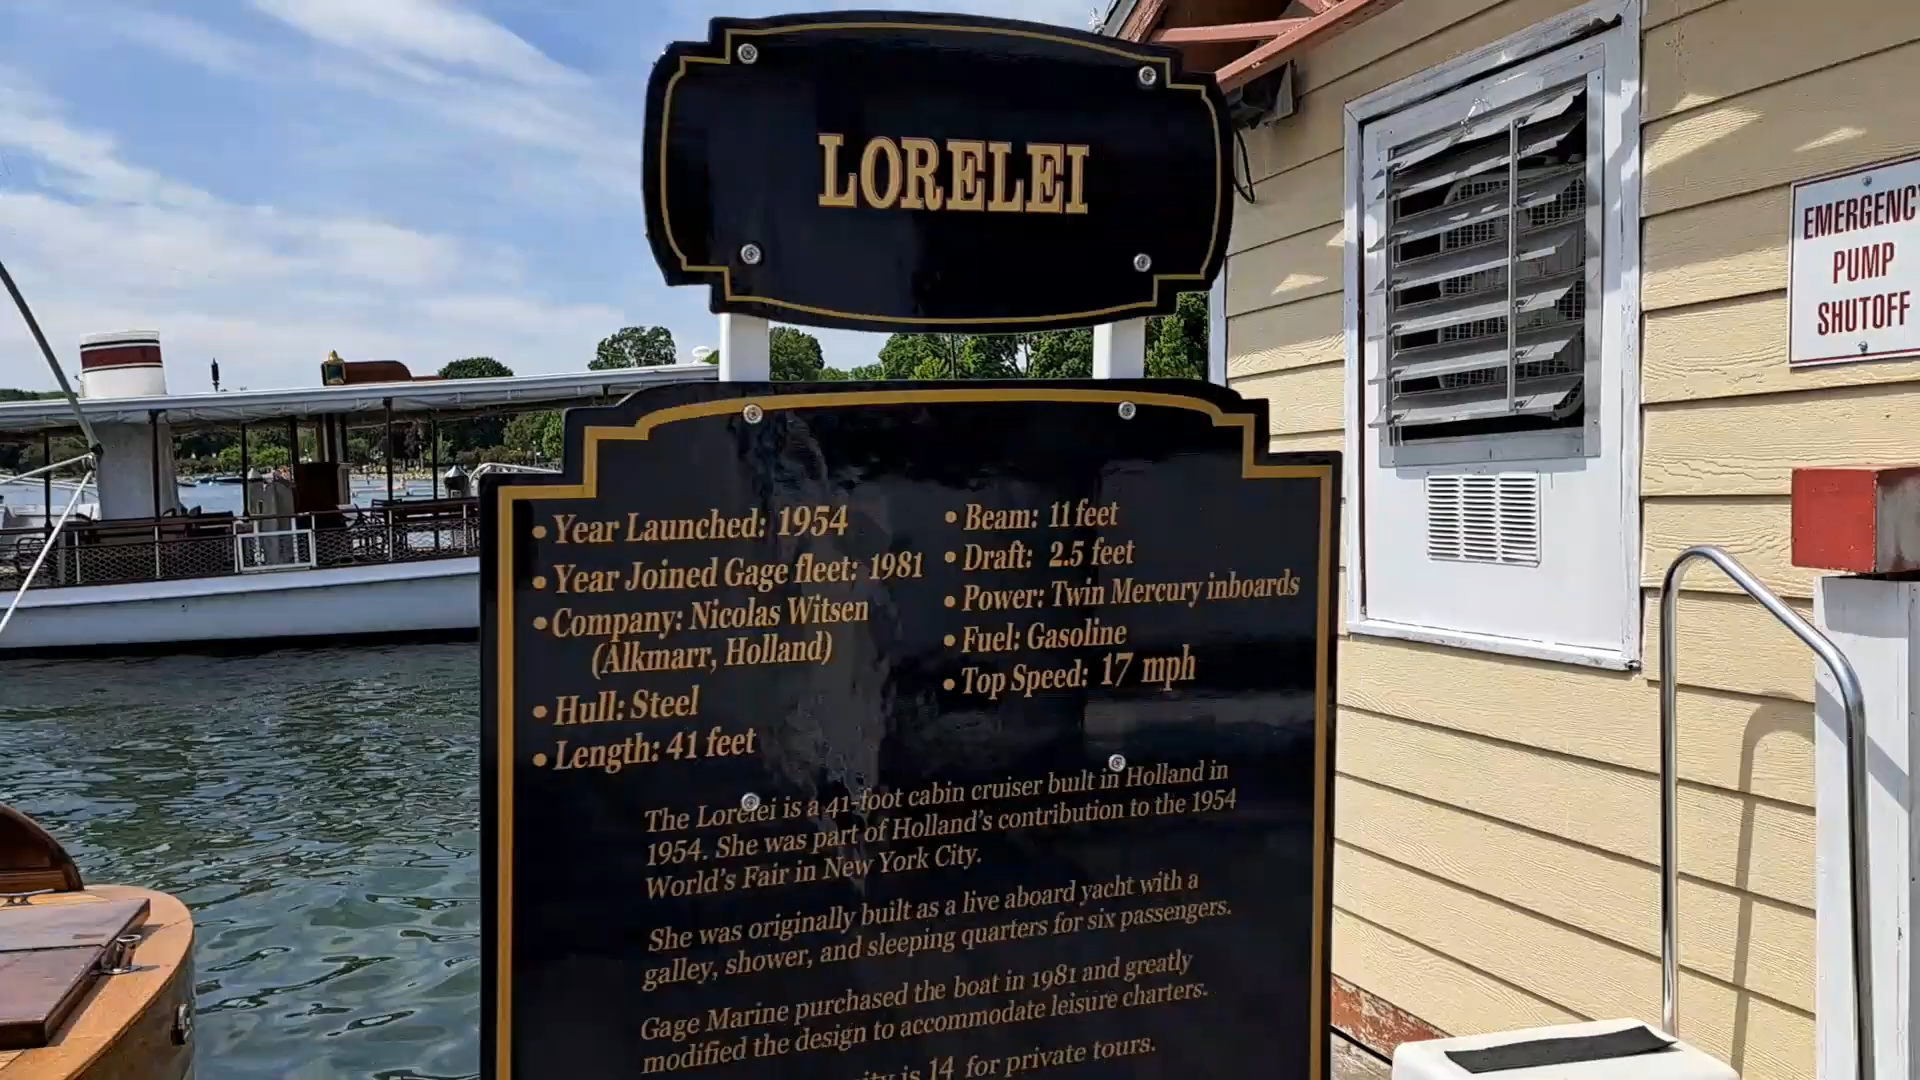 LORELEI
• Year Launched: 1954
• Year Joined Gage fleet: 1981
• Company: Nicolas Witsen
(Alkmarr, Holland)
• Hull: Steel
• Length: 41 feet
• Beam: 11 feet
• Draft: 2.5 feet
• Power: Twin Mercury inboards
• Fuel: Gasoline
• Top Speed: 17 mph
The Lorelei is a 41-foot cabin cruiser built in Holland in
1954. She was part of Holland's contribution to the 1954
World's Fair in New York City.
She was originally built as a live aboard yacht with a
galley, shower, and sleeping quarters for six passengers.
Gage Marine purchased the boat in 1981 and greatly
modified the design to accommodate leisure charters.
is 14 for private tours.
EMERGENCY
PUMP
SHUTOFF